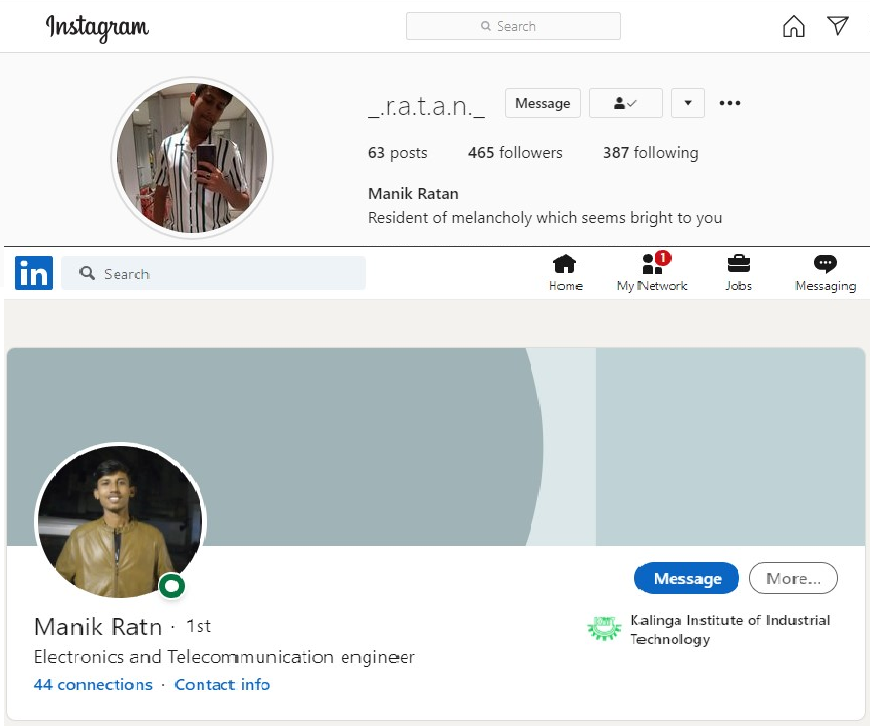 Instagram
Search
_.r.a.t.a.n._
Message
63 posts 465 followers 387 following
Manik Ratan
Resident of melancholy which seems bright to you
in
Search
1
Home My Network Jobs Messaging
Message More...
Manik Ratn · 1st
Kalinga Institute of Industrial
Technology
Electronics and Telecommunication engineer
44 connections · Contact info